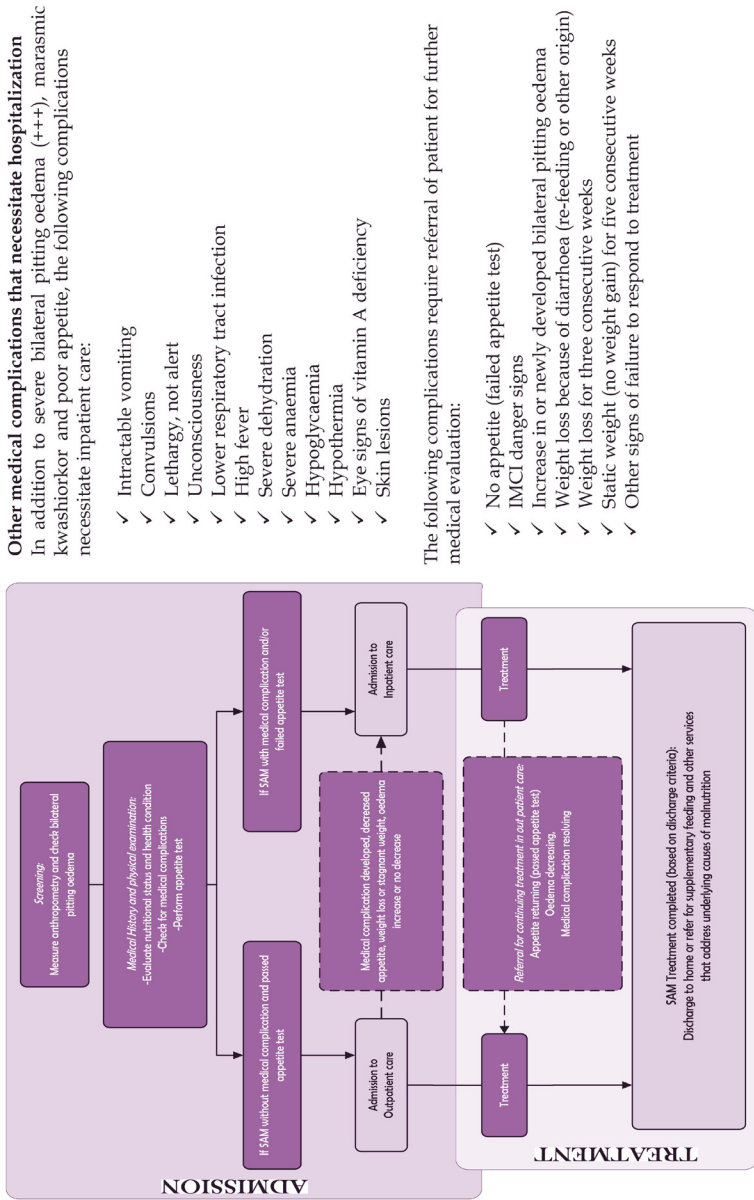 ADMISSION
Screening:
Measure anthropometry and check bilateral
pitting oedema
Medical History and physical examination:
-Evaluate nutritional status and health condition
-Check for medical complications
-Perform appetite test
If SAM without medical complication and passed
appetite test
If SAM with medical complication and/or
failed appetite test
Admission to
Outpatient care
Medical complication developed, decreased
appetite, weight loss or stagnant weight, oedema
increase or no decrease
Admission to
Inpatient care
TREATMENT
Treatment
Referral for continuing treatment in out patient care:
Appetite returning (passed appetite test)
Oedema decreasing,
Medical complication resolving
Treatment
SAM Treatment completed (based on discharge criteria):
Discharge to home or refer for supplementary feeding and other services
that address underlying causes of malnutrition
Other medical complications that necessitate hospitalization
In addition to severe bilateral pitting oedema (+++), marasmic
kwashiorkor and poor appetite, the following complications
necessitate inpatient care:
✓ Intractable vomiting
✓ Convulsions
✓ Lethargy, not alert
✓ Unconsciousness
✓ Lower respiratory tract infection
✓ High fever
✓ Severe dehydration
✓ Severe anaemia
✓ Hypoglycaemia
✓ Hypothermia
✓ Eye signs of vitamin A deficiency
✓ Skin lesions
The following complications require referral of patient for further
medical evaluation:
✓ No appetite (failed appetite test)
✓ IMCI danger signs
✓ Increase in or newly developed bilateral pitting oedema
✓ Weight loss because of diarrhoea (re-feeding or other origin)
✓ Weight loss for three consecutive weeks
✓ Static weight (no weight gain) for five consecutive weeks
✓ Other signs of failure to respond to treatment